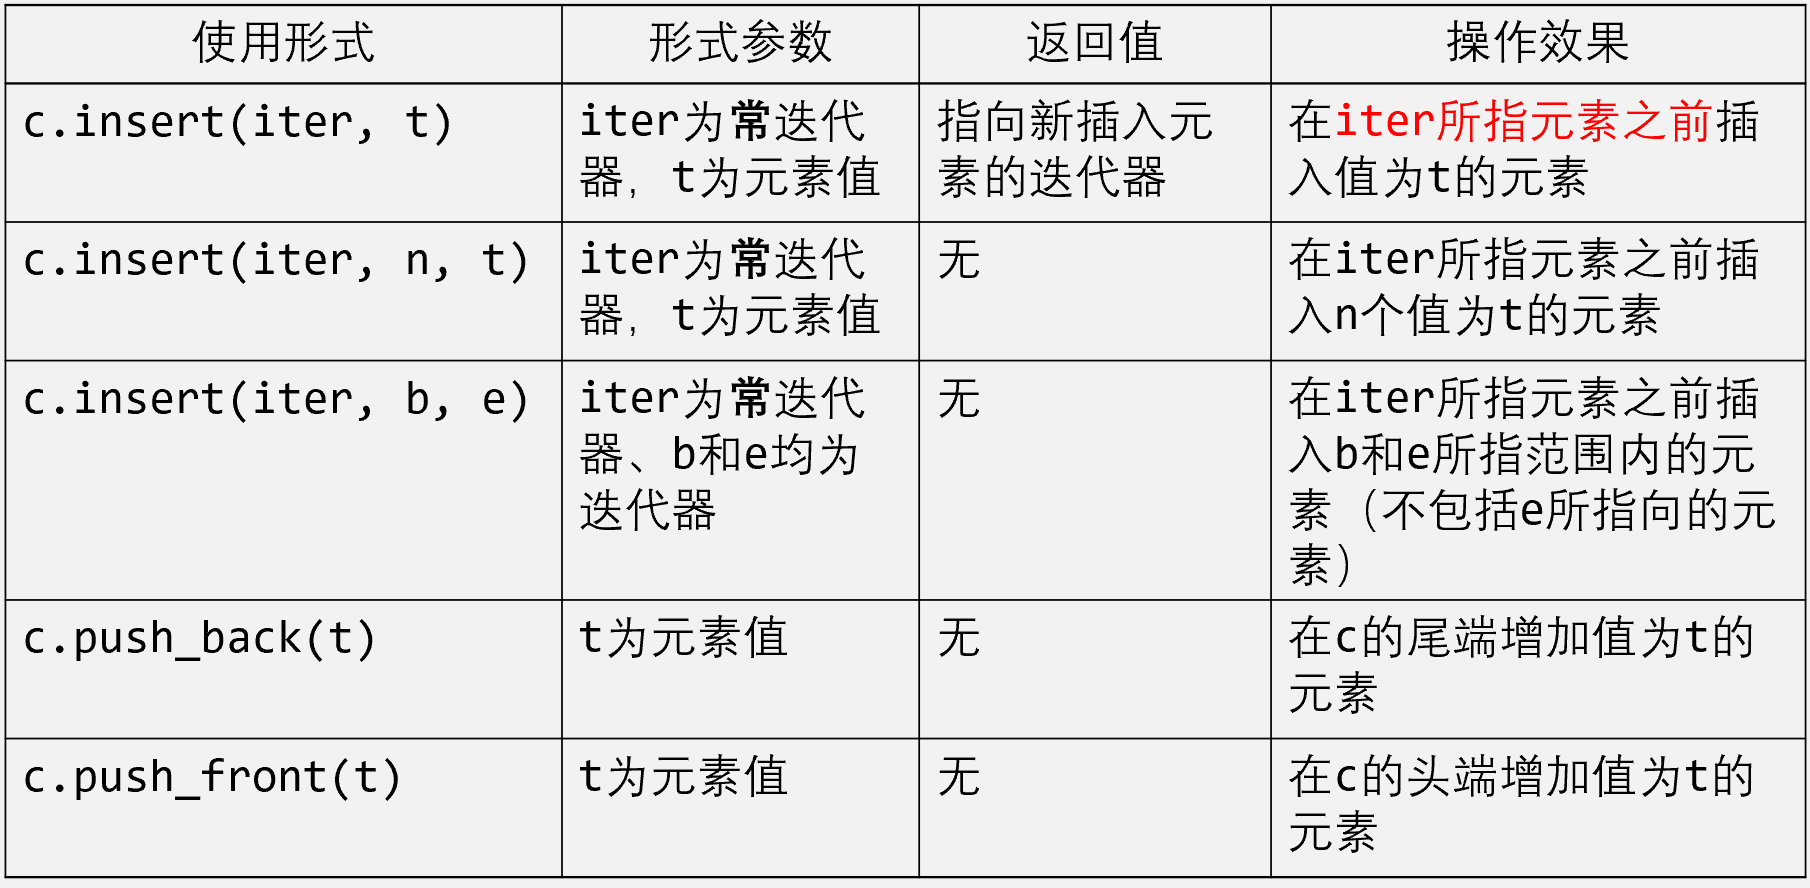 使用形式 形式参数 返回值 操作效果
c.insert(iter, t)
iter为常迭代
器，t为元素值
指向新插入元
素的迭代器
在iter所指元素之前插
入值为t的元素
c.insert(iter, n, t)
iter为常迭代
器，t为元素值
无
在iter所指元素之前插
入n个值为t的元素
c.insert(iter, b, e)
iter为常迭代
器、b和e均为
迭代器
无
在iter所指元素之前插
入b和e所指范围内的元
素（不包括e所指向的元
素）
c.push_back(t)
t为元素值
无
在c的尾端增加值为t的
元素
c.push_front(t)
t为元素值
无
在c的头端增加值为t的
元素